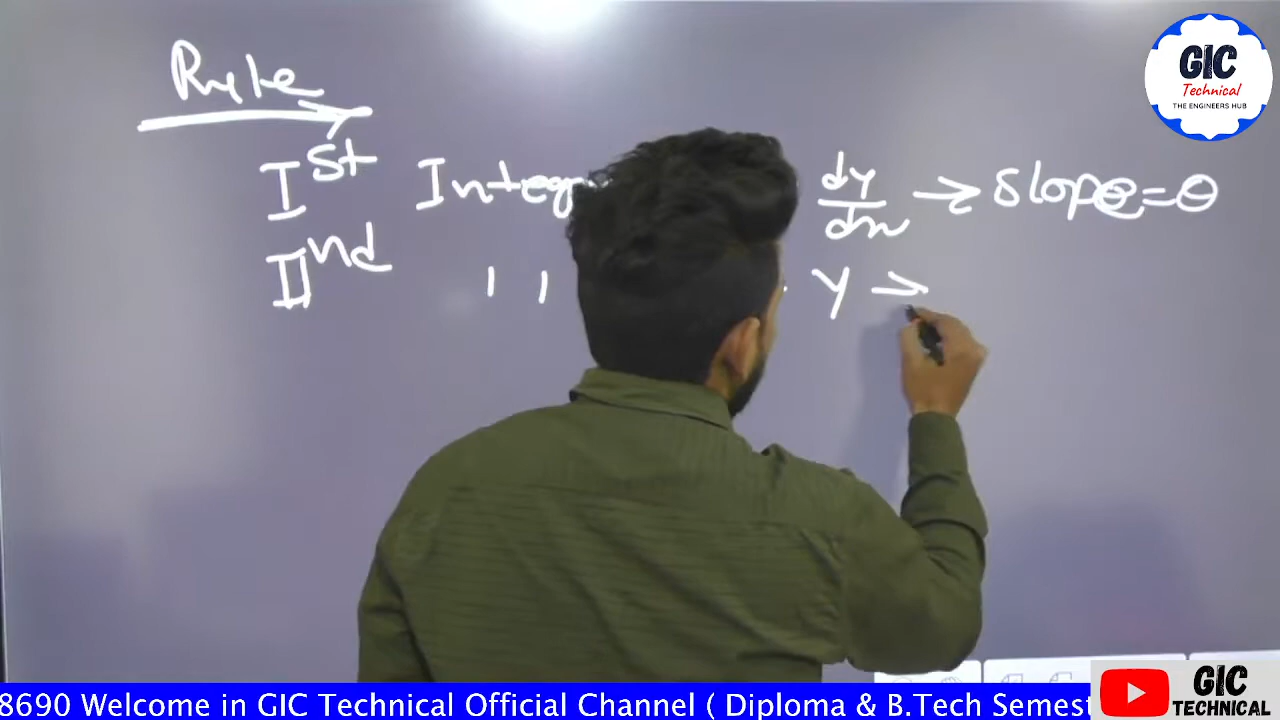 Rule
Ist Integ dy/dx → Slope = θ
IInd ,, y →
GIC
Technical
THE ENGINEERS HUB
8690 Welcome in GIC Technical Official Channel ( Diploma & B.Tech Semest
GIC
TECHNICAL